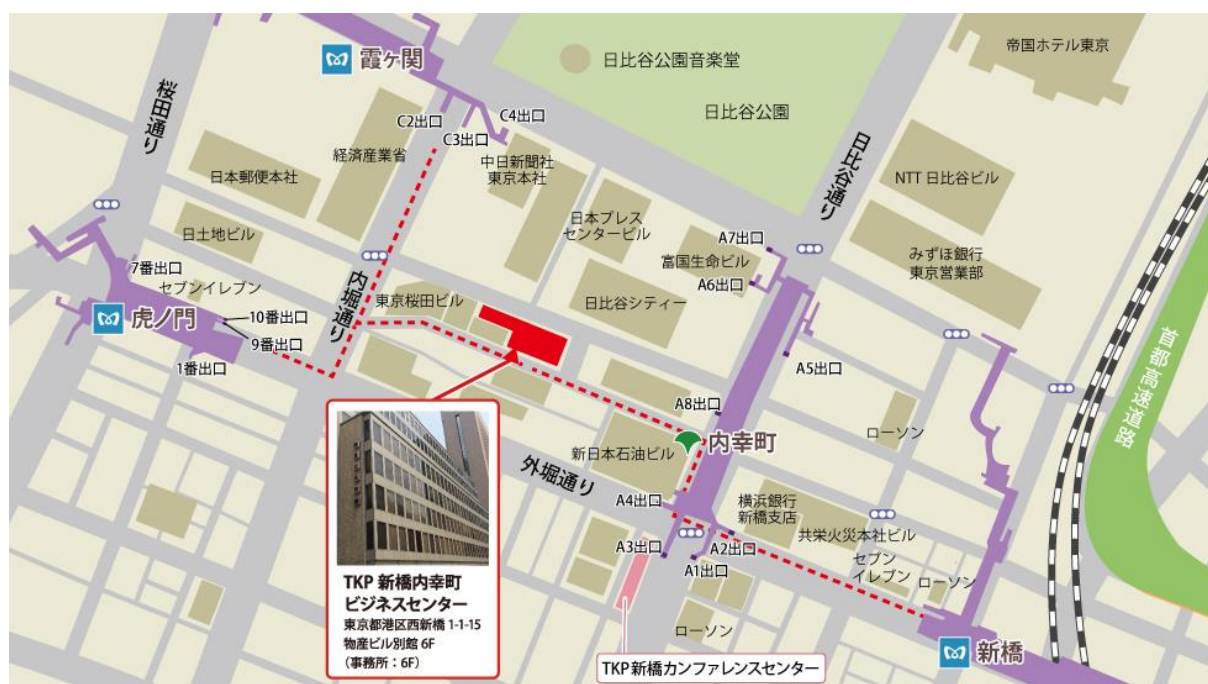 霞ケ関
桜田通り
C2出口
C3出口
C4出口
日比谷公園音楽堂
日比谷公園
帝国ホテル東京
日比谷通り
経済産業省
日本郵便本社
中日新聞社
東京本社
NTT 日比谷ビル
日本プレス
センタービル
A7出口
富国生命ビル
A6出口
みずほ銀行
東京営業部
日土地ビル
7番出口
セブンイレブン
内堀通り
東京桜田ビル
日比谷シティー
虎ノ門
10番出口
9番出口
1番出口
A5出口
首都高速道路
A8出口
ローソン
内幸町
新日本石油ビル
外堀通り
A4出口
横浜銀行
新橋支店
共栄火災本社ビル
A3出口
A2出口
A1出口
セブン
イレブン
ローソン
ローソン
新橋
TKP 新橋内幸町
ビジネスセンター
東京都港区西新橋 1-1-15
物産ビル別館 6F
（事務所：6F）
TKP新橋カンファレンスセンター